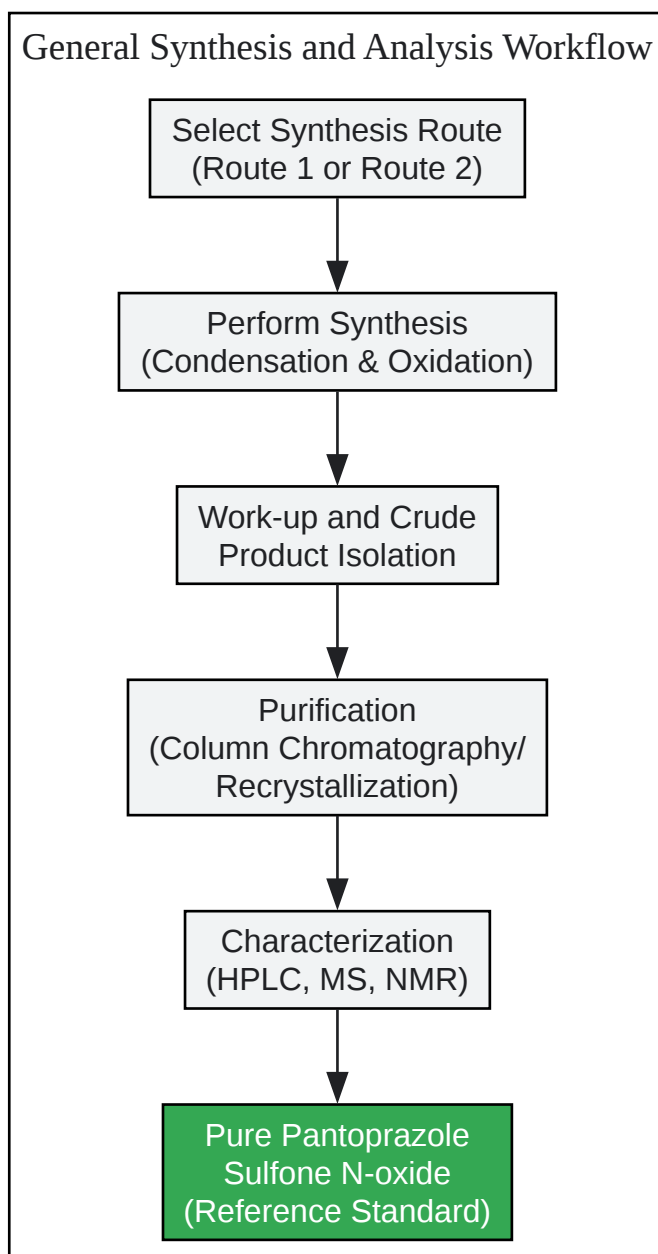 General Synthesis and Analysis Workflow
Select Synthesis Route
(Route 1 or Route 2)
Perform Synthesis
(Condensation & Oxidation)
Work-up and Crude
Product Isolation
Purification
(Column Chromatography/
Recrystallization)
Characterization
(HPLC, MS, NMR)
Pure Pantoprazole
Sulfone N-oxide
(Reference Standard)